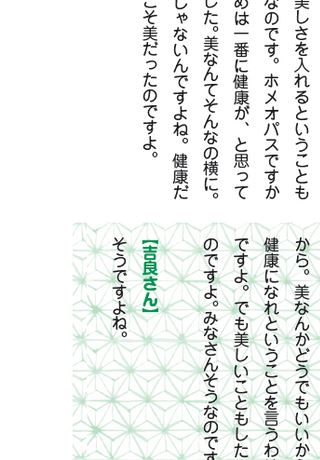 美しさを入れるということも
なのです。ホメオパスですか
めは一番に健康が、と思って
した。美なんてそんなの横に。
しゃないんですよね。健康だ
こそ美だったのですよ。
から。美なんかどうでもいいか
健康になれということを言うわ
ですよ。でも美しいこともした
のですよ。みなさんそうなのです
【吉良さん】
そうですよね。